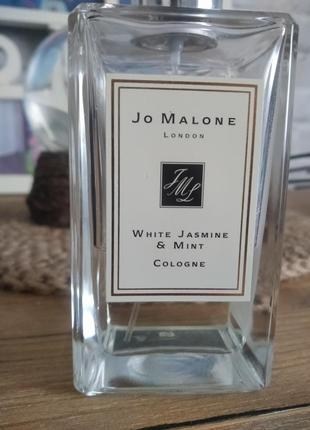 Jo Malone
London
JML
White Jasmine
& Mint
Cologne